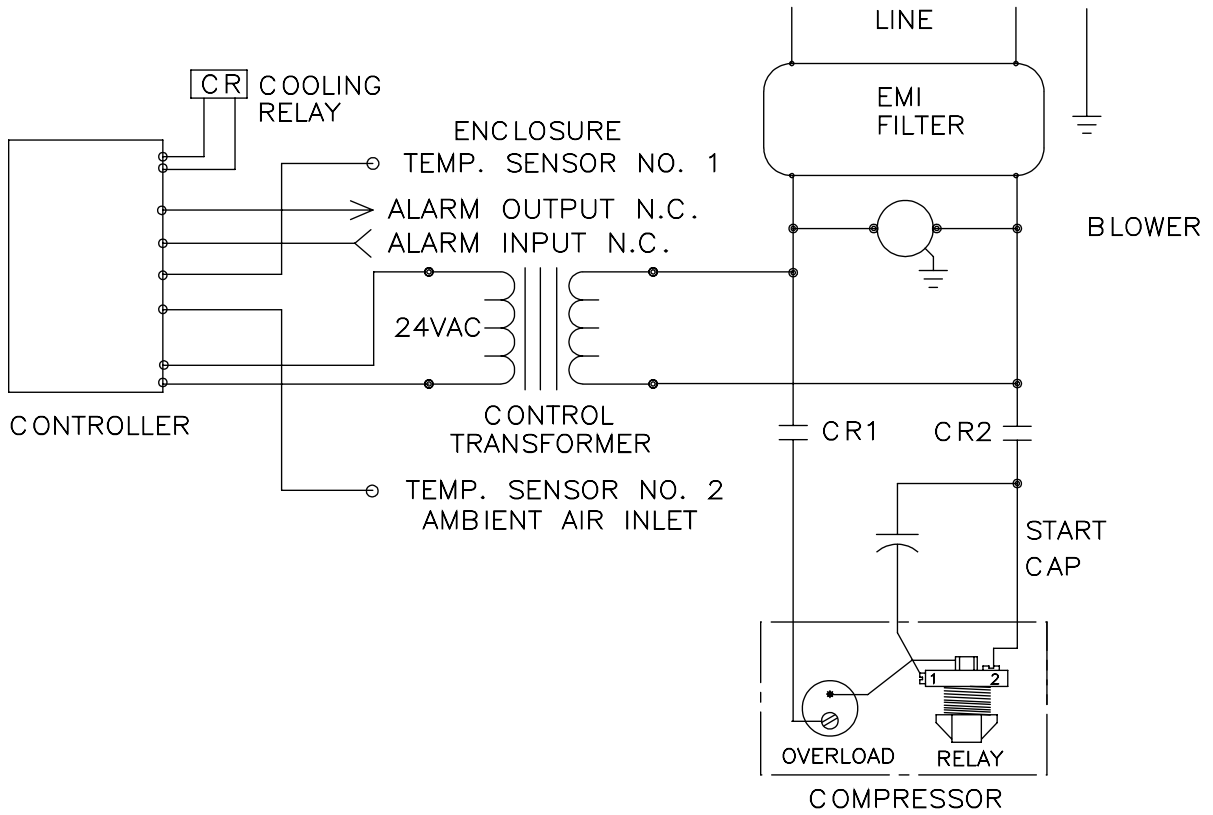 LINE
CR
COOLING
RELAY
EMI
FILTER
ENCLOSURE
TEMP. SENSOR NO. 1
ALARM OUTPUT N.C.
ALARM INPUT N.C.
BLOWER
24VAC
CONTROLLER
CONTROL
TRANSFORMER
CR1
CR2
TEMP. SENSOR NO. 2
AMBIENT AIR INLET
START
CAP
1
2
OVERLOAD
RELAY
COMPRESSOR